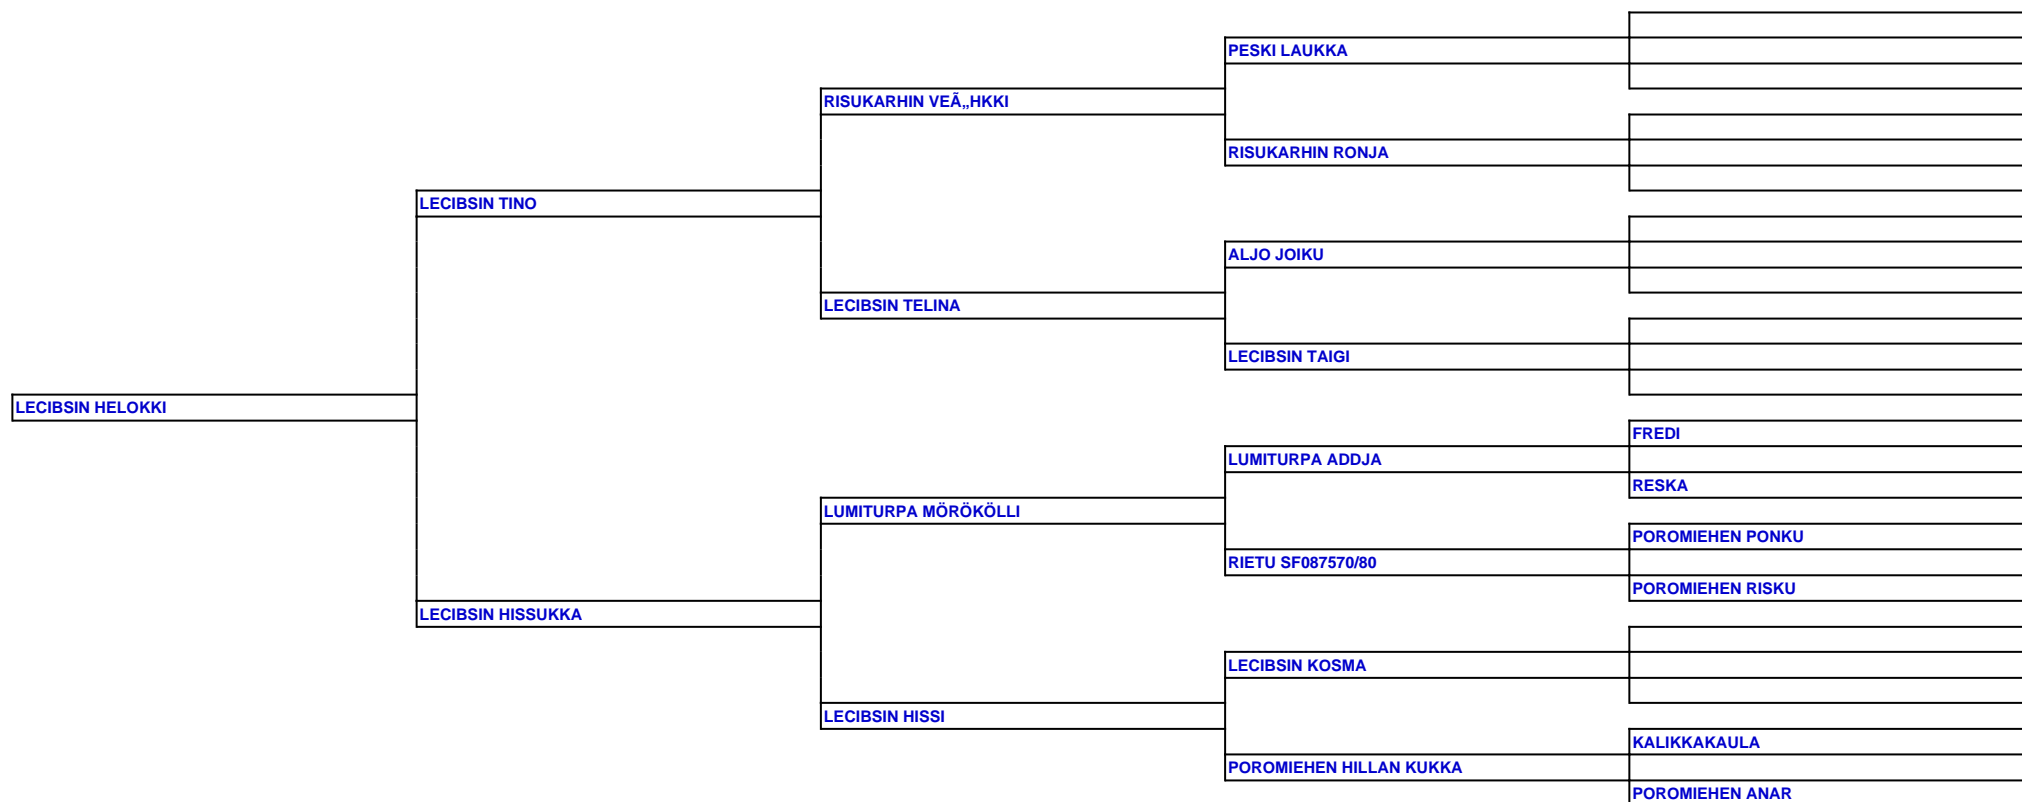 PESKI LAUKKA
RISUKARHIN VEÃ„HKKI
RISUKARHIN RONJA
LECIBSIN TINO
ALJO JOIKU
LECIBSIN TELINA
LECIBSIN TAIGI
LECIBSIN HELOKKI
FREDI
LUMITURPA ADDJA
RESKA
LUMITURPA MÖRÖKÖLLI
POROMIEHEN PONKU
RIETU SF087570/80
POROMIEHEN RISKU
LECIBSIN HISSUKKA
LECIBSIN KOSMA
LECIBSIN HISSI
KALIKKAKAULA
POROMIEHEN HILLAN KUKKA
POROMIEHEN ANAR